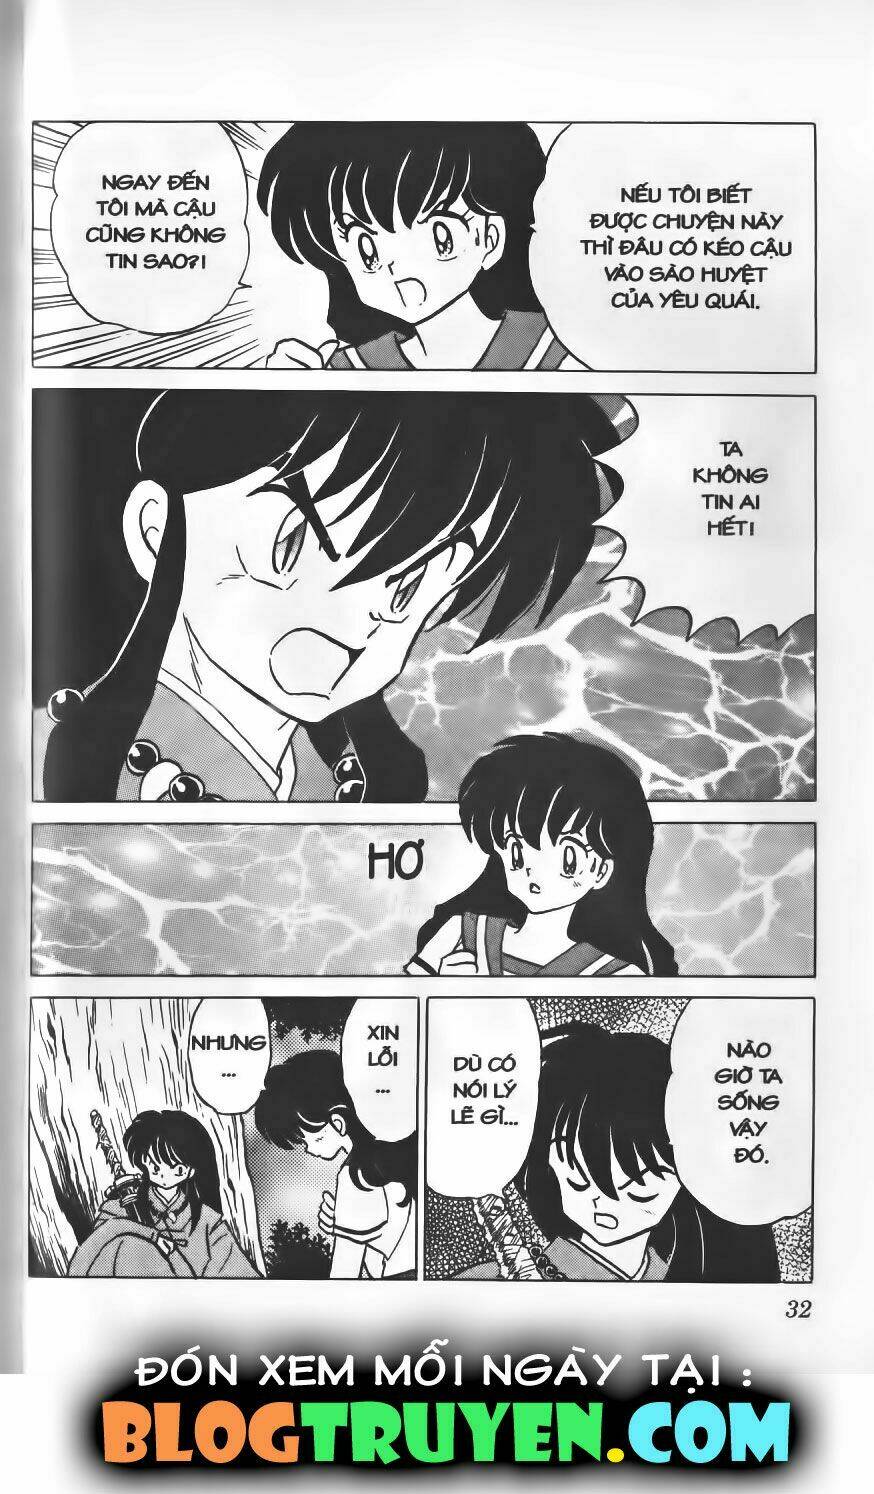 NẾU TÔI BIẾT
ĐƯỢC CHUYỆN NÀY
THÌ ĐÂU CÓ KÉO CẬU
VÀO SÀO HUYỆT
CỦA YÊU QUÁI.
NGAY ĐẾN
TÔI MÀ CẬU
CŨNG KHÔNG
TIN SAO?!
TA
KHÔNG
TIN AI
HẾT!
HƠ
NÀO
GIỜ TA
SỐNG
VẬY
ĐÓ.
DÙ CÓ
NÓI LÝ
LẼ GÌ...
XIN
LỖI
...
NHƯNG
...
32
ĐÓN XEM MỖI NGÀY TẠI :
BLOGTRUYEN.COM